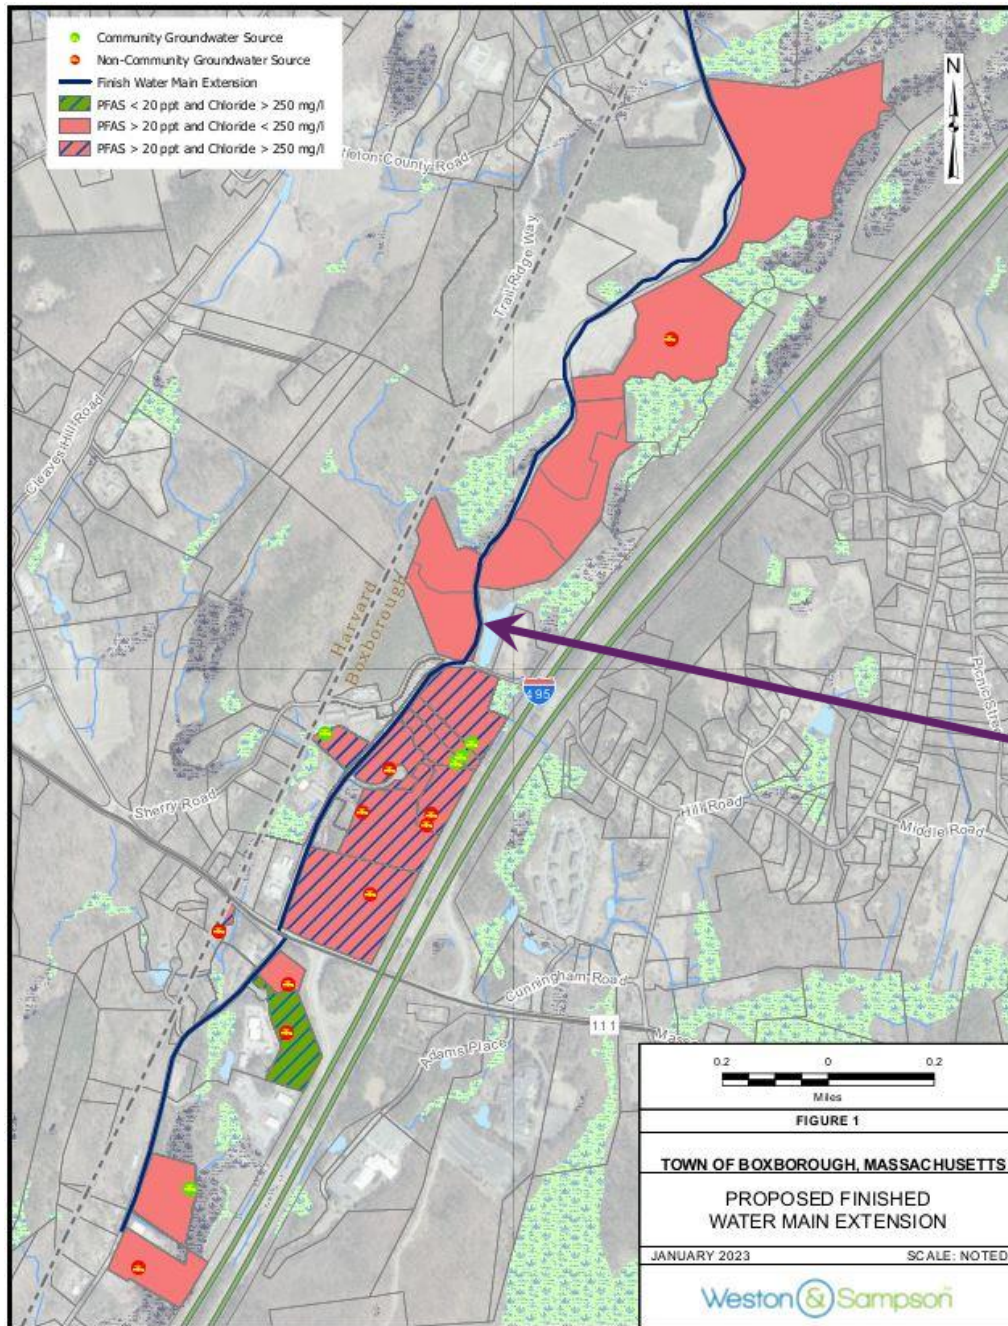 Community Groundwater Source
Non-Community Groundwater Source
Finish Water Main Extension
PFAS < 20 ppt and Chloride > 250 mg/l
PFAS > 20 ppt and Chloride < 250 mg/l
PFAS > 20 ppt and Chloride > 250 mg/l
N
County Road
Trail Ridge Way
Cleaves Hill Road
Harvard
Boxborough
495
Picnic
Sherry Road
Hill Road
Middle Road
Cunningham Road
111
Adams Place
0.2 0 0.2
Miles
FIGURE 1
TOWN OF BOXBOROUGH, MASSACHUSETTS
PROPOSED FINISHED
WATER MAIN EXTENSION
JANUARY 2023 SCALE: NOTED
Weston & Sampson